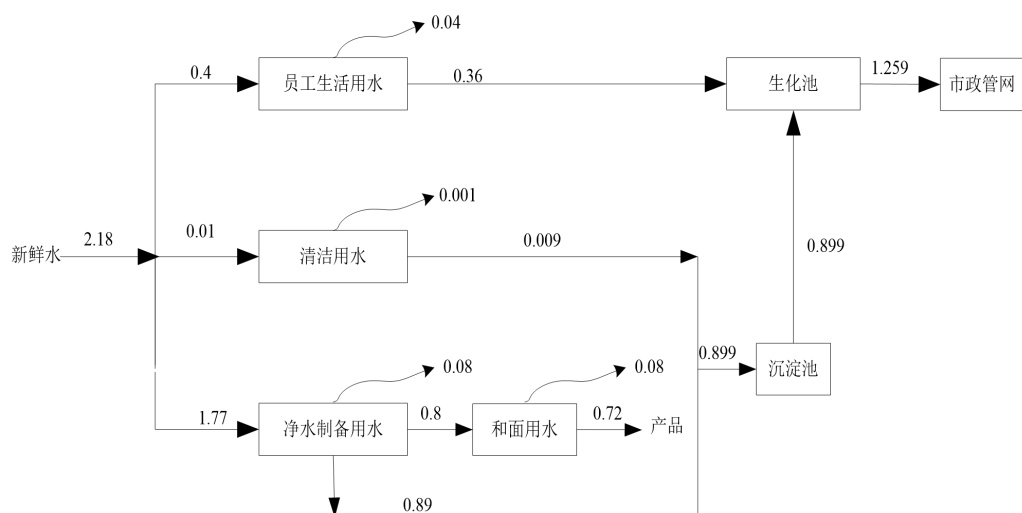 0.04
0.4
员工生活用水
0.36
生化池
1.259
市政管网
0.001
新鲜水
2.18
0.01
清洁用水
0.009
0.899
0.899
沉淀池
0.08
0.08
1.77
净水制备用水
0.8
和面用水
0.72
产品
0.89